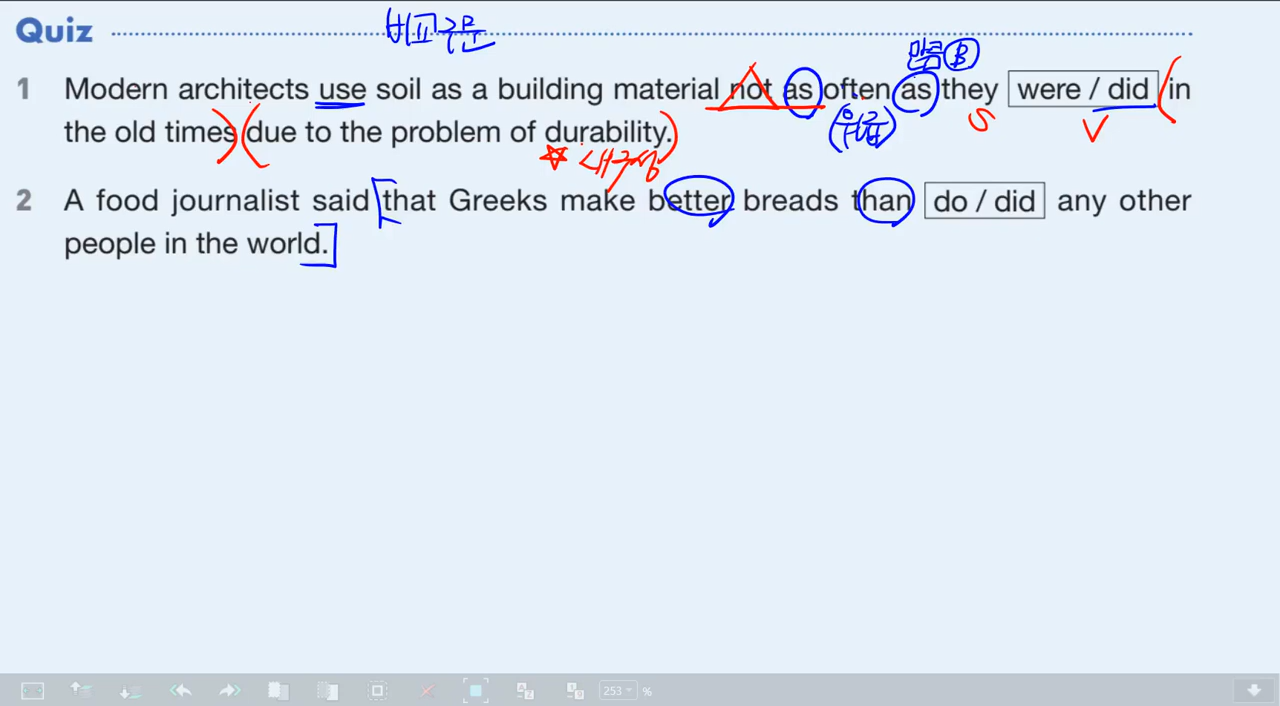 Quiz
비교구문
만큼 B
1 Modern architects use soil as a building material not as often as they were / did in
S V
the old times due to the problem of durability.
내구성
2 A food journalist said that Greeks make better breads than do / did any other
people in the world.
253 %